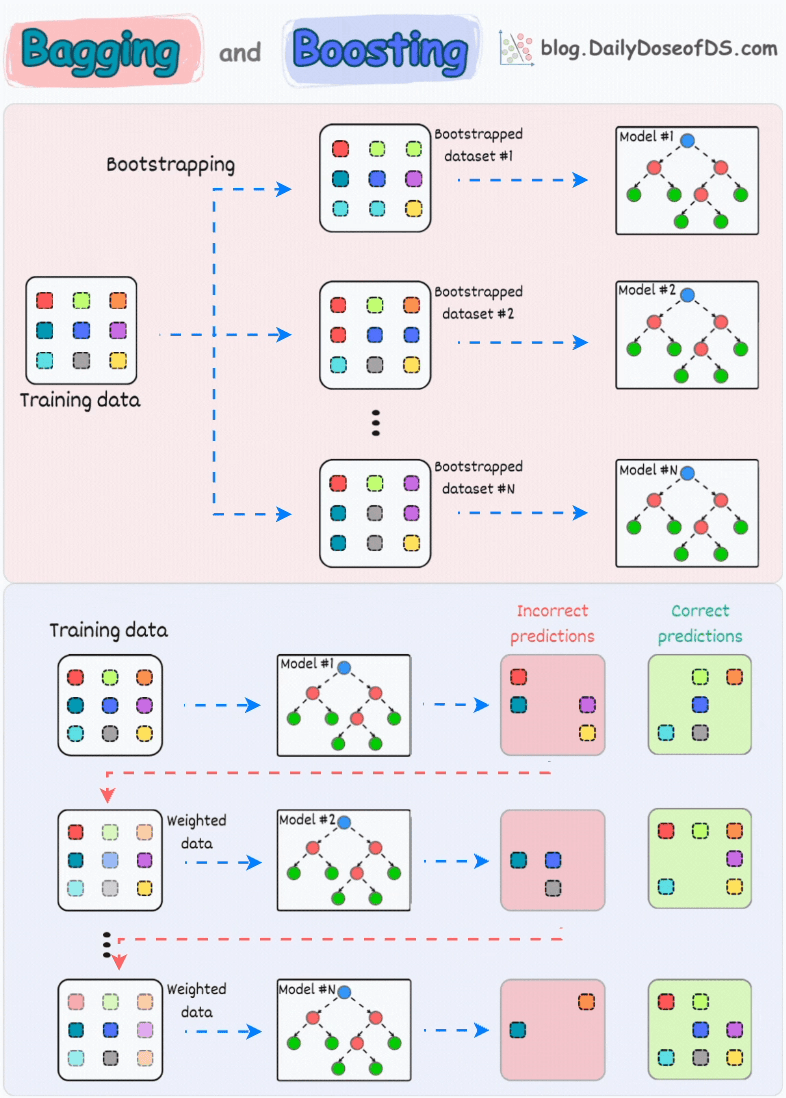 Bagging and Boosting blog.DailyDoseofDS.com
Bootstrapping
Training data
Bootstrapped
dataset #1
Model #1
Bootstrapped
dataset #2
Model #2
Bootstrapped
dataset #N
Model #N
Training data
Incorrect
predictions
Correct
predictions
Model #1
Weighted
data
Model #2
Weighted
data
Model #N